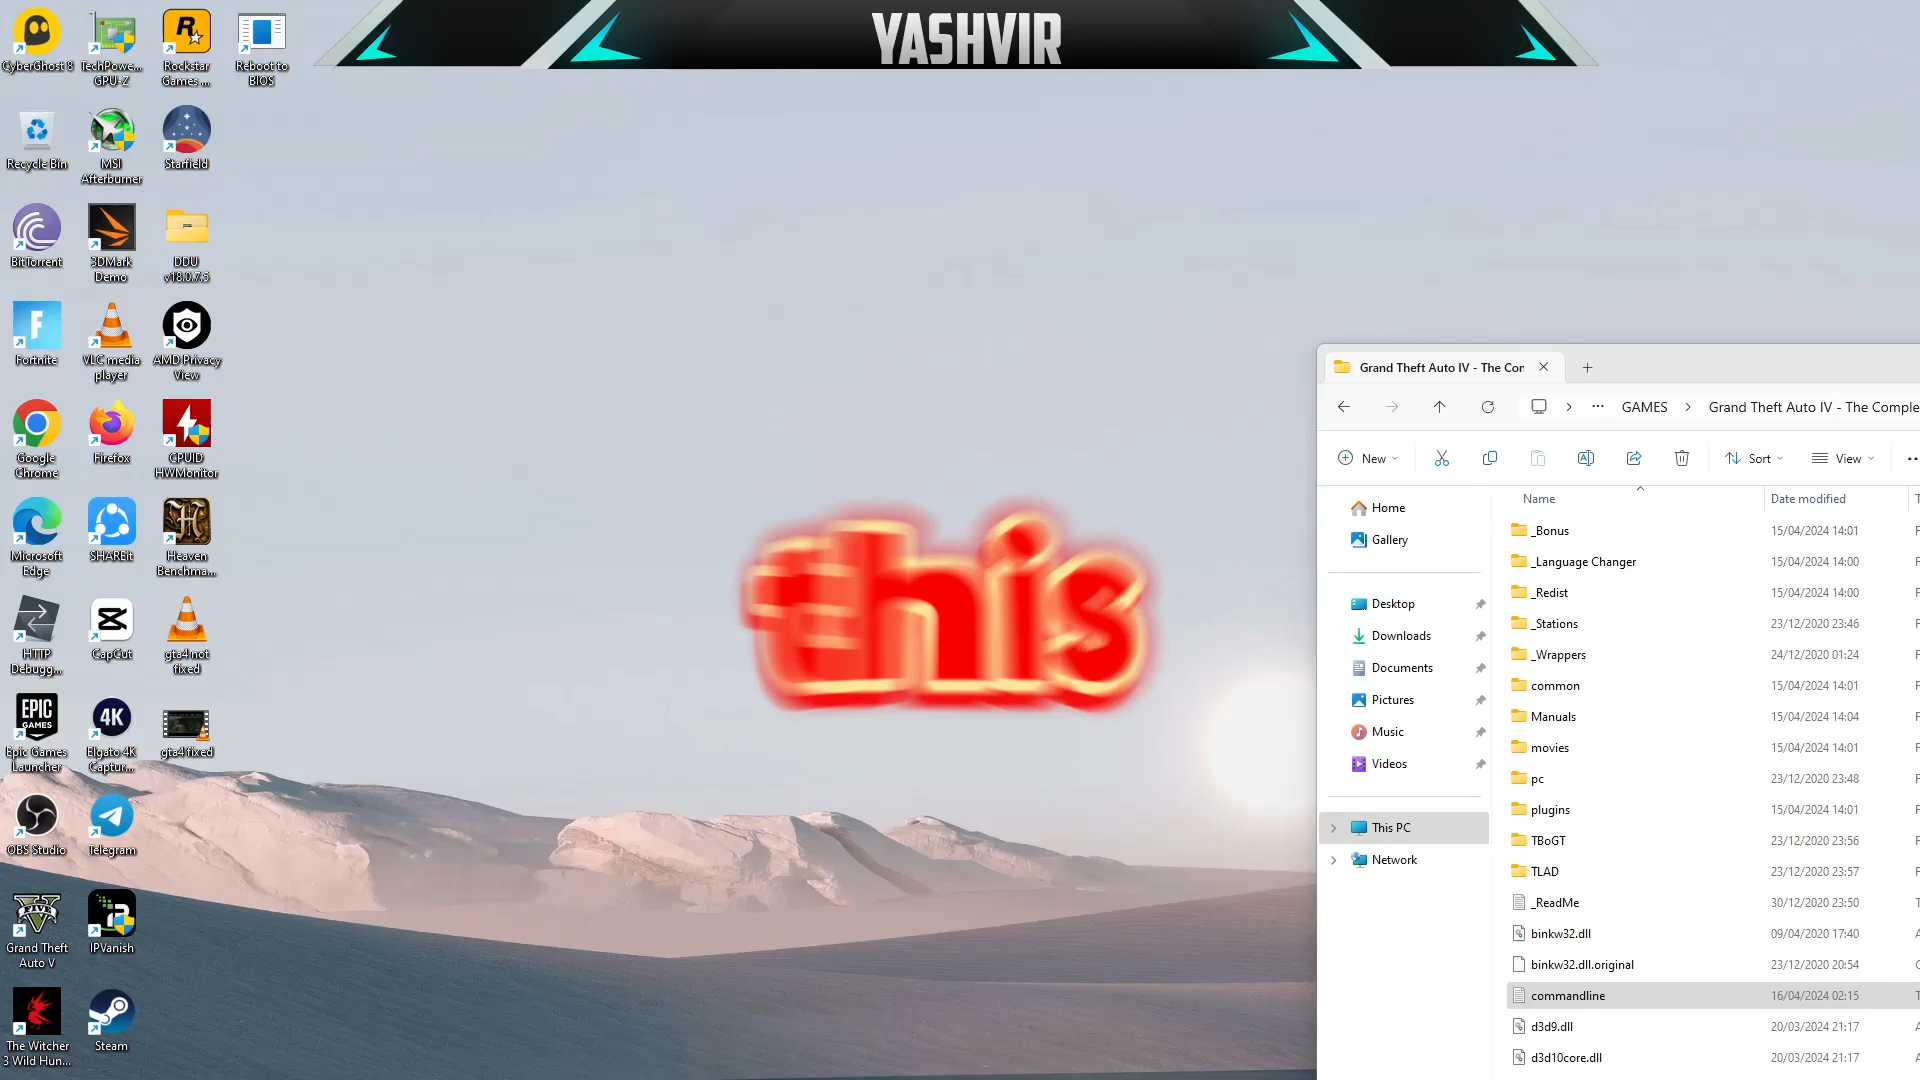 YASHVIR
CyberGhost 8
TechPowe...
GPU-Z
Rockstar
Games ...
Reboot to
BIOS
Recycle Bin
MSI
Afterburner
Starfield
BitTorrent
3DMark
Demo
DDU
v18.0.7.5
Fortnite
VLC media
player
AMD Privacy
View
Google
Chrome
Firefox
CPUID
HWMonitor
Microsoft
Edge
SHAREit
Heaven
Benchma...
HTTP
Debugg...
CapCut
gta4 not
fixed
EPIC
GAMES
Epic Games
Launcher
4K
Elgato 4K
Captur...
gta4 fixed
OBS Studio
Telegram
Grand Theft
Auto V
IPVanish
The Witcher
3 Wild Hun...
Steam
this
Grand Theft Auto IV - The Con
GAMES > Grand Theft Auto IV - The Comple
New
Sort
View
Name Date modified
Home
Gallery
Desktop
Downloads
Documents
Pictures
Music
Videos
This PC
Network
_Bonus 15/04/2024 14:01 F
_Language Changer 15/04/2024 14:00 F
_Redist 15/04/2024 14:00 F
_Stations 23/12/2020 23:46 F
_Wrappers 24/12/2020 01:24 F
common 15/04/2024 14:01 F
Manuals 15/04/2024 14:04 F
movies 15/04/2024 14:01 F
pc 23/12/2020 23:48 F
plugins 15/04/2024 14:01 F
TBoGT 23/12/2020 23:56 F
TLAD 23/12/2020 23:57 F
_ReadMe 30/12/2020 23:50 T
binkw32.dll 09/04/2020 17:40 A
binkw32.dll.original 23/12/2020 20:54
commandline 16/04/2024 02:15 T
d3d9.dll 20/03/2024 21:17 A
d3d10core.dll 20/03/2024 21:17 A